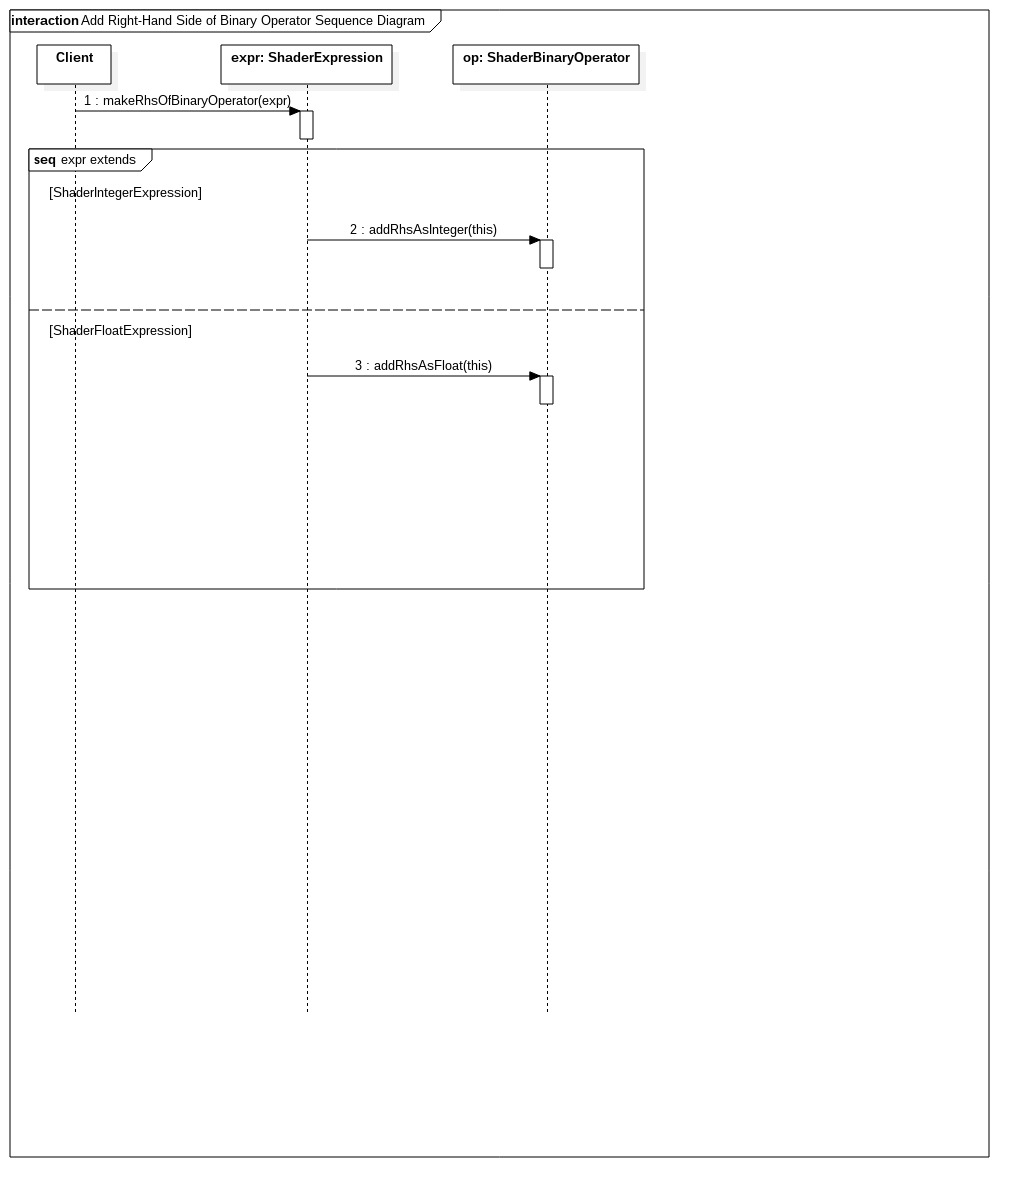 interaction Add Right-Hand Side of Binary Operator Sequence Diagram
Client
expr: ShaderExpression
op: ShaderBinaryOperator
1 : makeRhsOfBinaryOperator(expr)
seq expr extends
[ShaderIntegerExpression]
2 : addRhsAsInteger(this)
[ShaderFloatExpression]
3 : addRhsAsFloat(this)